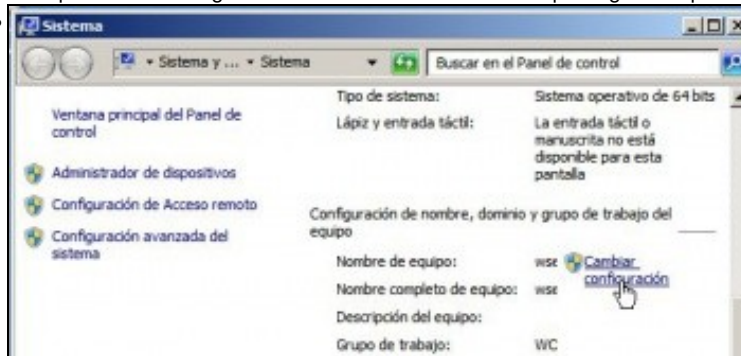 Sistema
Sistema y ... Sistema
Buscar en el Panel de control
Ventana principal del Panel de
control
Administrador de dispositivos
Configuración de Acceso remoto
Configuración avanzada del
sistema
Tipo de sistema: Sistema operativo de 64 bits
Lápiz y entrada táctil: La entrada táctil o
manuscrita no está
disponible para esta
pantalla
Configuración de nombre, dominio y grupo de trabajo del
equipo
Nombre de equipo: wse Cambiar
configuración
Nombre completo de equipo: wse
Descripción del equipo:
Grupo de trabajo: WC